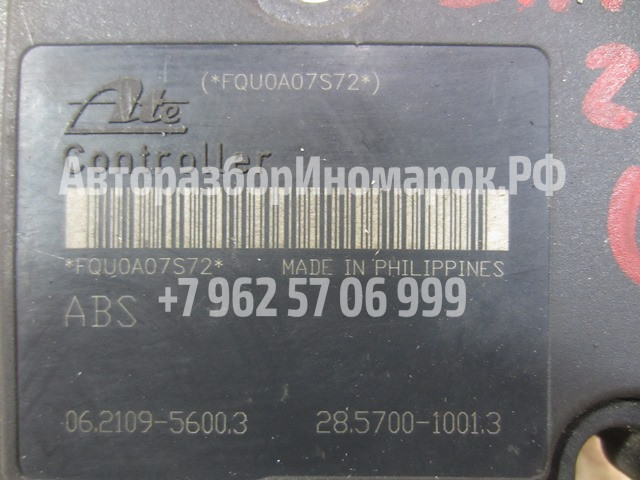 (*FQU0A07S72*)
Ate
Controller
АвторазборИномарок.РФ
*FQU0A07S72* MADE IN PHILIPPINES
+7 962 57 06 999
ABS
06.2109-5600.3 28.5700-1001.3